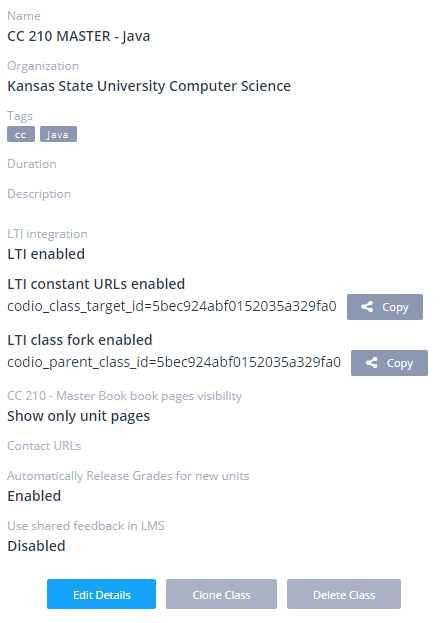 Name
CC 210 MASTER - Java
Organization
Kansas State University Computer Science
Tags
cc Java
Duration
Description
LTI integration
LTI enabled
LTI constant URLs enabled
codio_class_target_id=5bec924abf0152035a329fa0 Copy
LTI class fork enabled
codio_parent_class_id=5bec924abf0152035a329fa0 Copy
CC 210 - Master Book book pages visibility
Show only unit pages
Contact URLs
Automatically Release Grades for new units
Enabled
Use shared feedback in LMS
Disabled
Edit Details Clone Class Delete Class